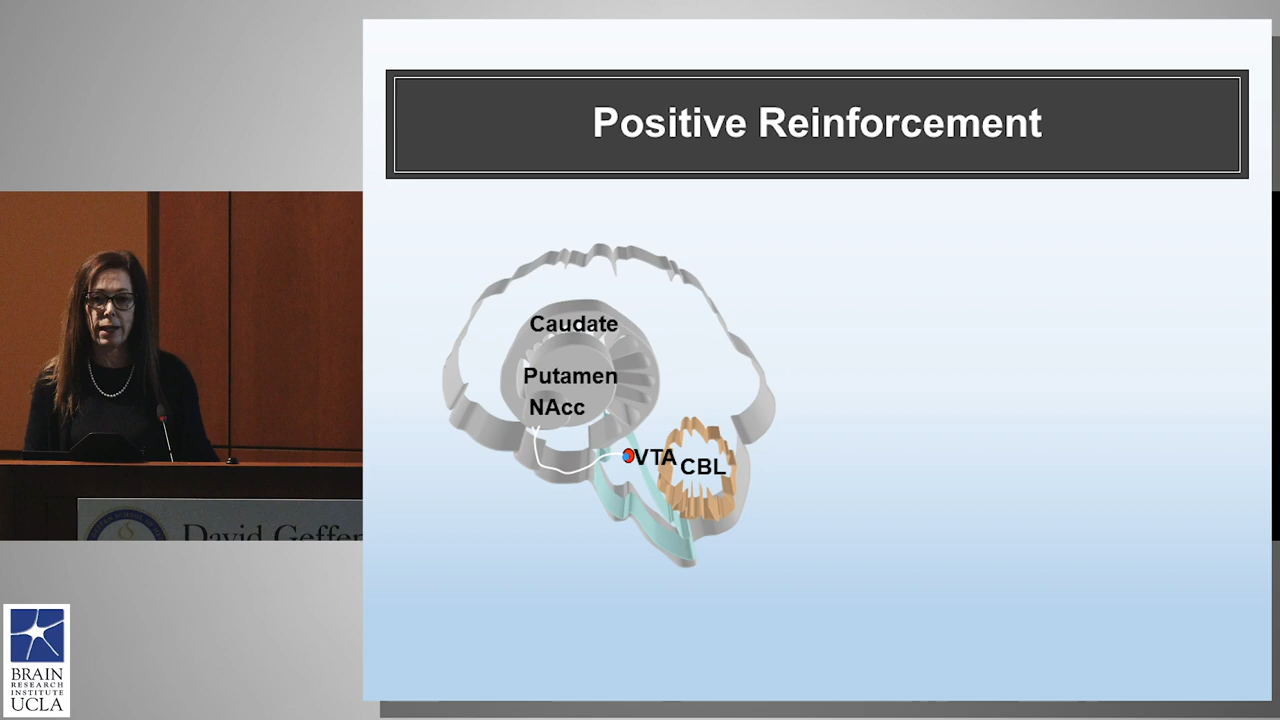 Positive Reinforcement
Caudate
Putamen
NAcc
VTA
CBL
David Geffen
BRAIN
RESEARCH
INSTITUTE
UCLA